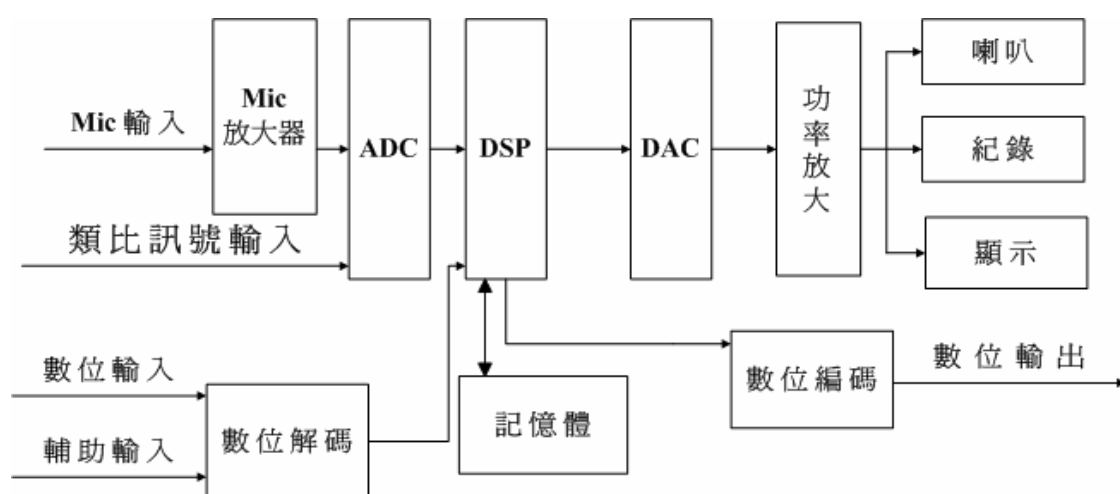 Mic 輸入
Mic
放大器
ADC
DSP
DAC
功
率
放
大
喇叭
紀錄
顯示
類比訊號輸入
數位輸入
輔助輸入
數位解碼
記憶體
數位編碼
數位輸出